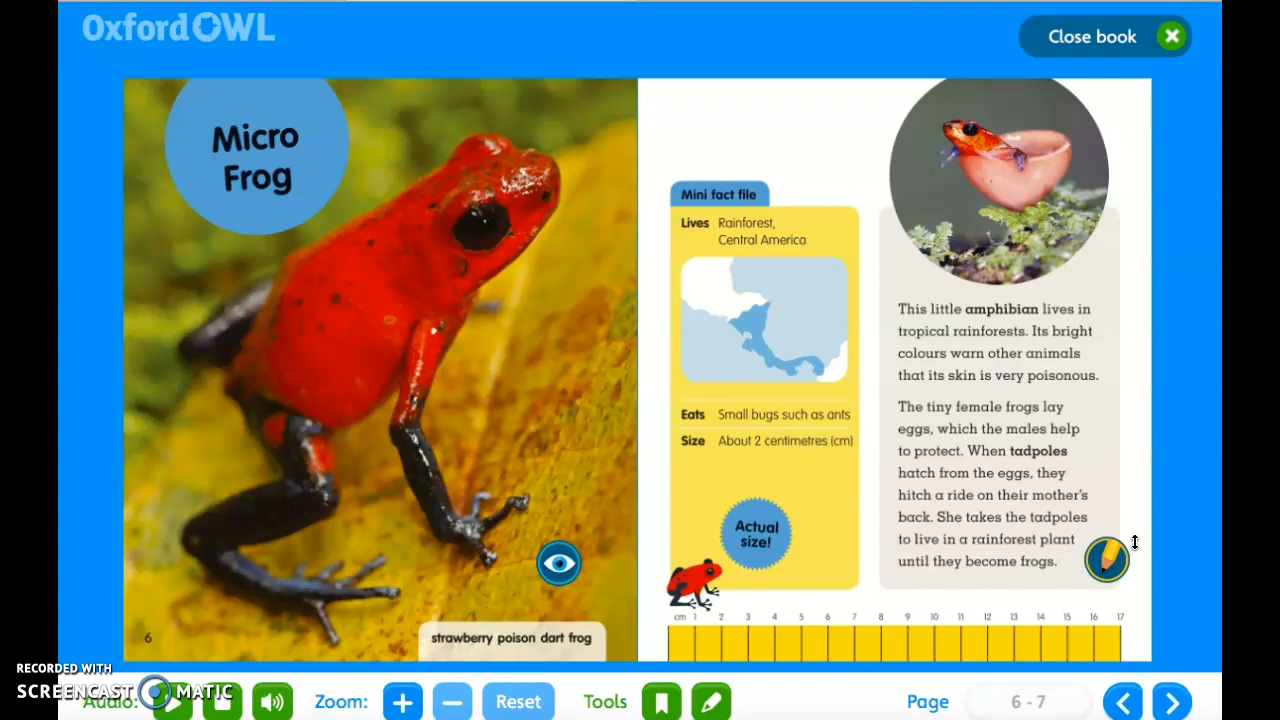 OxfordOWL
Close book
Micro
Frog
6
strawberry poison dart frog
Mini fact file
Lives Rainforest,
Central America
Eats Small bugs such as ants
Size About 2 centimetres (cm)
Actual
size!
This little amphibian lives in
tropical rainforests. Its bright
colours warn other animals
that its skin is very poisonous.
The tiny female frogs lay
eggs, which the males help
to protect. When tadpoles
hatch from the eggs, they
hitch a ride on their mother's
back. She takes the tadpoles
to live in a rainforest plant
until they become frogs.
cm 1 2 3 4 5 6 7 8 9 10 11 12 13 14 15 16 17
RECORDED WITH
SCREENCAST MATIC
Audio: Zoom: + − Reset Tools Page 6 - 7